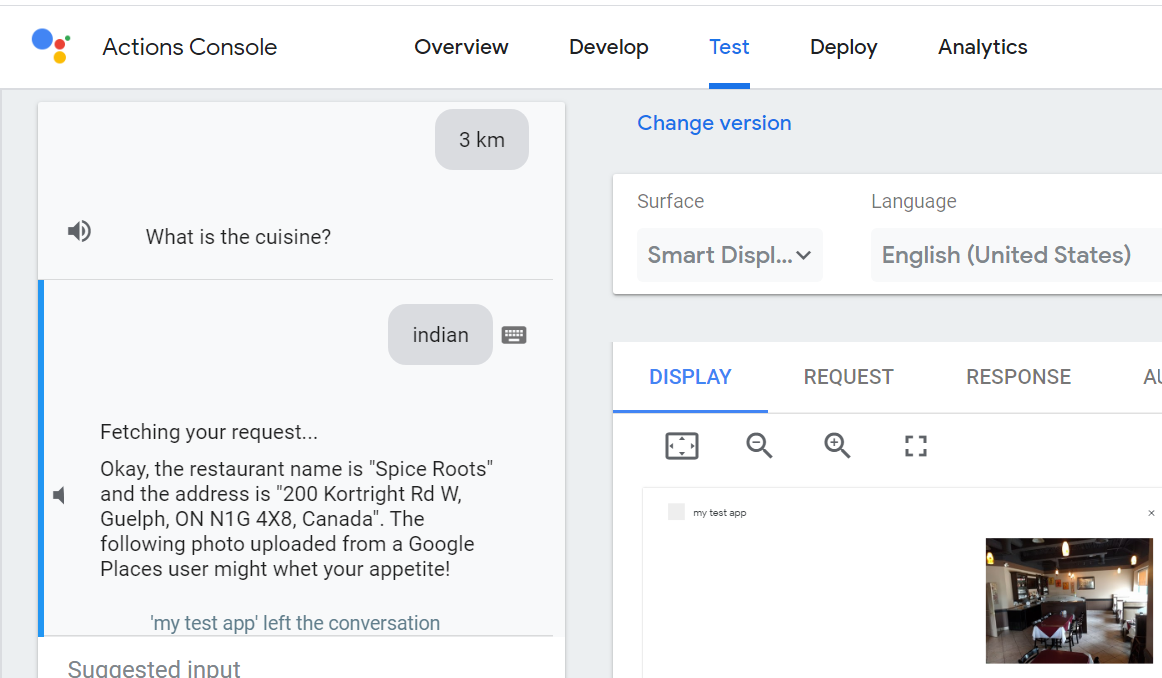 Actions Console
Overview
Develop
Test
Deploy
Analytics
3 km
What is the cuisine?
indian
Fetching your request...
Okay, the restaurant name is "Spice Roots"
and the address is "200 Kortright Rd W,
Guelph, ON N1G 4X8, Canada". The
following photo uploaded from a Google
Places user might whet your appetite!
'my test app' left the conversation
Suggested input
Change version
Surface
Language
Smart Displ...
English (United States)
DISPLAY
REQUEST
RESPONSE
AU
my test app